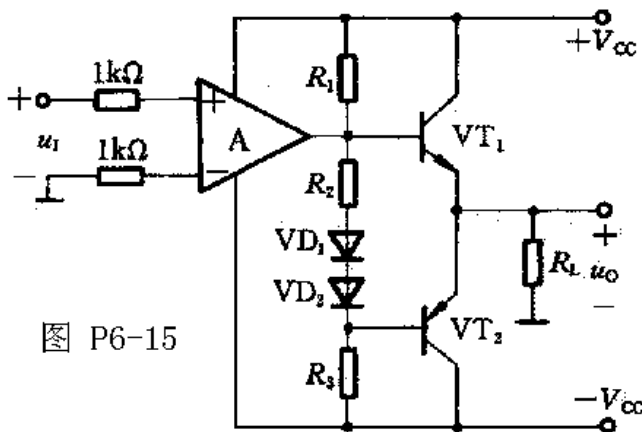 +V_CC
1kΩ
R₁
+
+
u_I
A
VT₁
1kΩ
−
−
R₂
VD₁
+
R_L
u_O
VD₂
−
VT₂
图 P6-15
R₃
−V_CC